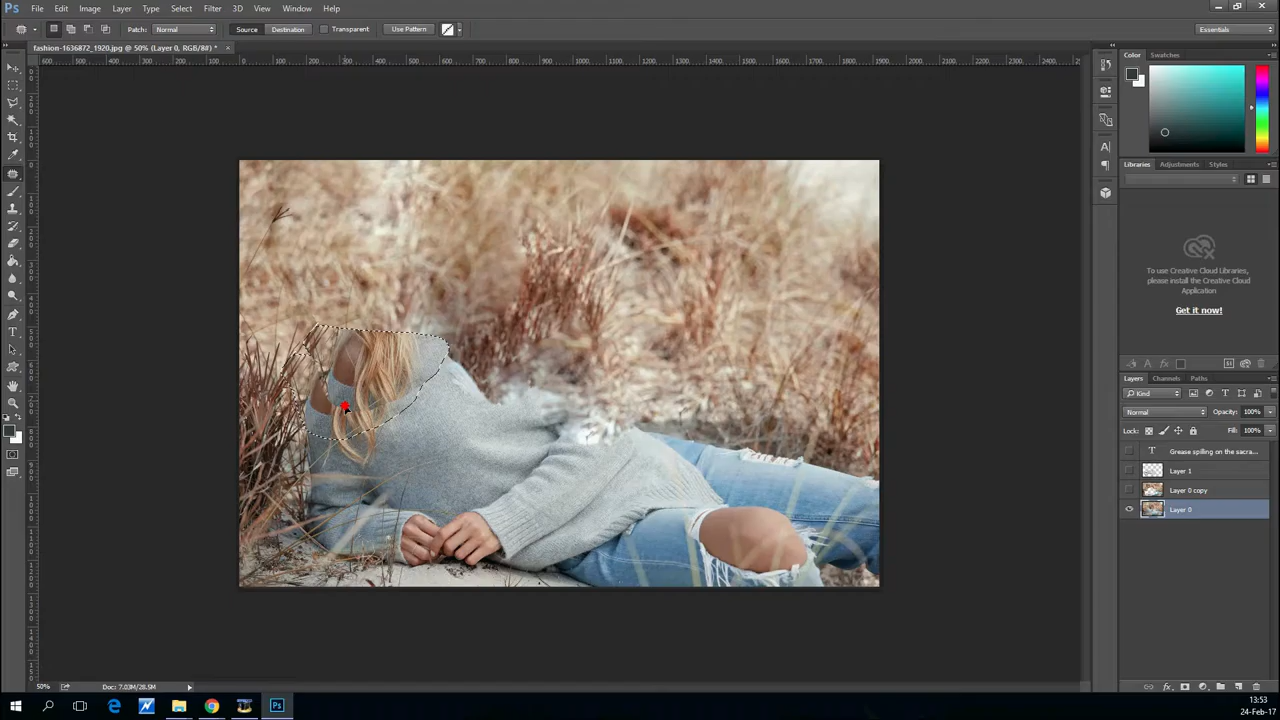 Ps File Edit Image Layer Type Select Filter 3D View Window Help
Patch: Normal Source Destination Transparent Use Pattern Essentials
fashion-1636872_1920.jpg @ 50% (Layer 0, RGB/8#) * ×
Color Swatches
Libraries Adjustments Styles
To use Creative Cloud Libraries,
please install the Creative Cloud
Application
Get it now!
Layers Channels Paths
Kind
Normal Opacity: 100%
Lock: Fill: 100%
T Grease spilling on the sacra...
Layer 1
Layer 0 copy
Layer 0
50% Doc: 7.03M/28.5M
13:53
24-Feb-17